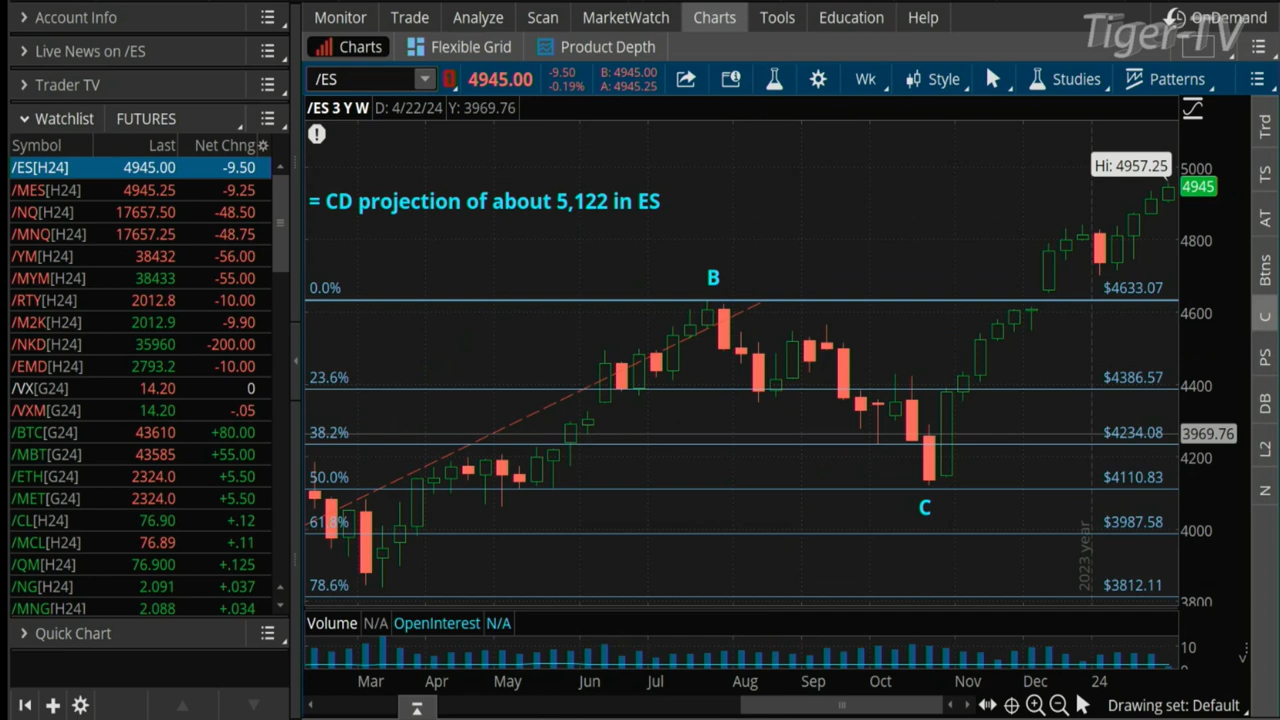 Account Info
Monitor Trade Analyze Scan MarketWatch Charts Tools Education Help
OnDemand
Tiger-TV
Live News on /ES
Charts Flexible Grid Product Depth
Trader TV
/ES 4945.00 -9.50 -0.19% B: 4945.00 A: 4945.25 Wk Style Studies Patterns
Watchlist FUTURES
/ES 3 Y W D: 4/22/24 Y: 3969.76
Symbol Last Net Chng
/ES[H24] 4945.00 -9.50
/MES[H24] 4945.25 -9.25
/NQ[H24] 17657.50 -48.50
/MNQ[H24] 17657.25 -48.75
/YM[H24] 38432 -56.00
/MYM[H24] 38433 -55.00
/RTY[H24] 2012.8 -10.00
/M2K[H24] 2012.9 -9.90
/NKD[H24] 35960 -200.00
/EMD[H24] 2793.2 -10.00
/VX[G24] 14.20 0
/VXM[G24] 14.20 -.05
/BTC[G24] 43610 +80.00
/MBT[G24] 43585 +55.00
/ETH[G24] 2324.0 +5.50
/MET[G24] 2324.0 +5.50
/CL[H24] 76.90 +.12
/MCL[H24] 76.89 +.11
/QM[H24] 76.900 +.125
/NG[H24] 2.091 +.037
/MNG[H24] 2.088 +.034
Quick Chart
Hi: 4957.25
= CD projection of about 5,122 in ES
B
C
0.0% $4633.07
23.6% $4386.57
38.2% $4234.08
50.0% $4110.83
61.8% $3987.58
78.6% $3812.11
2023 year
5000
4945
4800
4600
4400
3969.76
4200
4000
3800
Volume N/A OpenInterest N/A
10
0
Mar Apr May Jun Jul Aug Sep Oct Nov Dec 24
Drawing set: Default
Trd
TS
AT
Btns
C
PS
DB
L2
N